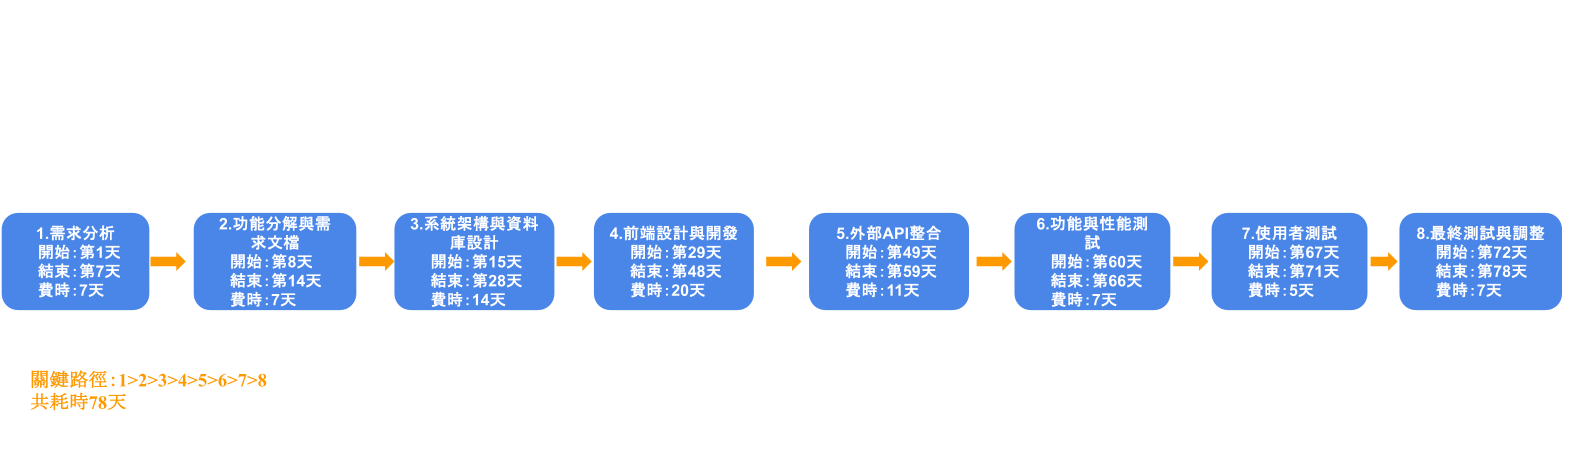 1.需求分析
開始:第1天
結束:第7天
費時:7天
2.功能分解與需
求文檔
開始:第8天
結束:第14天
費時:7天
3.系統架構與資料
庫設計
開始:第15天
結束:第28天
費時:14天
4.前端設計與開發
開始:第29天
結束:第48天
費時:20天
5.外部API整合
開始:第49天
結束:第59天
費時:11天
6.功能與性能測
試
開始:第60天
結束:第66天
費時:7天
7.使用者測試
開始:第67天
結束:第71天
費時:5天
8.最終測試與調整
開始:第72天
結束:第78天
費時:7天
關鍵路徑:1>2>3>4>5>6>7>8
共耗時78天